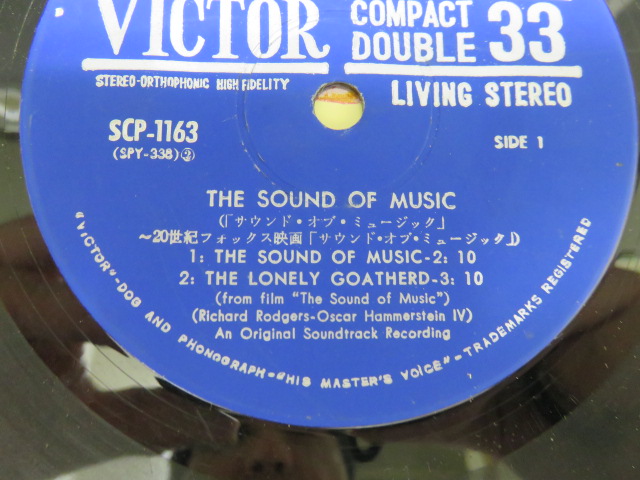 VICTOR COMPACT DOUBLE 33
STEREO-ORTHOPHONIC HIGH FIDELITY
LIVING STEREO
SCP-1163
(SPY-338)②
SIDE 1
THE SOUND OF MUSIC
(「サウンド・オブ・ミュージック」
~20世紀フォックス映画「サウンド・オブ・ミュージック」)
1: THE SOUND OF MUSIC-2: 10
2: THE LONELY GOATHERD-3: 10
(from film "The Sound of Music")
(Richard Rodgers-Oscar Hammerstein IV)
An Original Soundtrack Recording
"VICTOR"-DOG AND PHONOGRAPH-"HIS MASTER'S VOICE"-TRADEMARKS REGISTERED